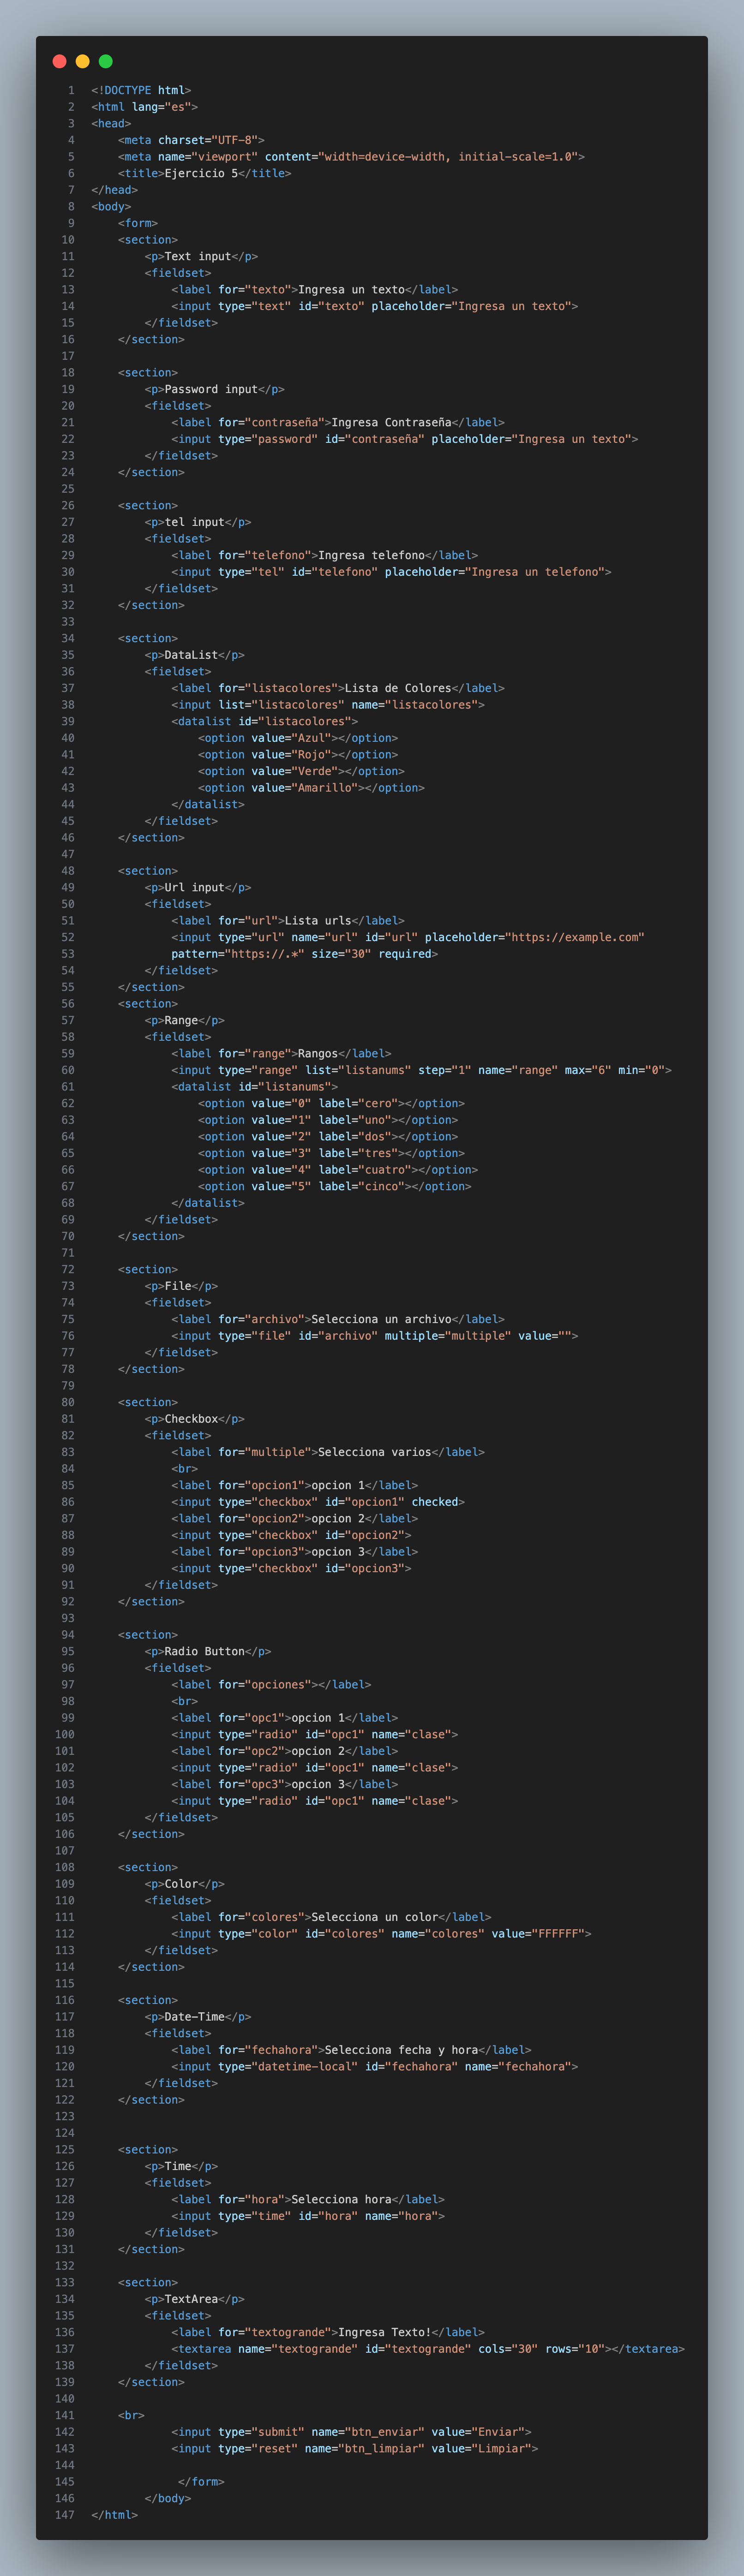 1 <!DOCTYPE html>
2 <html lang="es">
3 <head>
4     <meta charset="UTF-8">
5     <meta name="viewport" content="width=device-width, initial-scale=1.0">
6     <title>Ejercicio 5</title>
7 </head>
8 <body>
9     <form>
10     <section>
11         <p>Text input</p>
12         <fieldset>
13             <label for="texto">Ingresa un texto</label>
14             <input type="text" id="texto" placeholder="Ingresa un texto">
15         </fieldset>
16     </section>
17
18     <section>
19         <p>Password input</p>
20         <fieldset>
21             <label for="contraseña">Ingresa Contraseña</label>
22             <input type="password" id="contraseña" placeholder="Ingresa un texto">
23         </fieldset>
24     </section>
25
26     <section>
27         <p>tel input</p>
28         <fieldset>
29             <label for="telefono">Ingresa telefono</label>
30             <input type="tel" id="telefono" placeholder="Ingresa un telefono">
31         </fieldset>
32     </section>
33
34     <section>
35         <p>DataList</p>
36         <fieldset>
37             <label for="listacolores">Lista de Colores</label>
38             <input list="listacolores" name="listacolores">
39             <datalist id="listacolores">
40                 <option value="Azul"></option>
41                 <option value="Rojo"></option>
42                 <option value="Verde"></option>
43                 <option value="Amarillo"></option>
44             </datalist>
45         </fieldset>
46     </section>
47
48     <section>
49         <p>Url input</p>
50         <fieldset>
51             <label for="url">Lista urls</label>
52             <input type="url" name="url" id="url" placeholder="https://example.com"
53             pattern="https://.*" size="30" required>
54         </fieldset>
55     </section>
56     <section>
57         <p>Range</p>
58         <fieldset>
59             <label for="range">Rangos</label>
60             <input type="range" list="listanums" step="1" name="range" max="6" min="0">
61             <datalist id="listanums">
62                 <option value="0" label="cero"></option>
63                 <option value="1" label="uno"></option>
64                 <option value="2" label="dos"></option>
65                 <option value="3" label="tres"></option>
66                 <option value="4" label="cuatro"></option>
67                 <option value="5" label="cinco"></option>
68             </datalist>
69         </fieldset>
70     </section>
71
72     <section>
73         <p>File</p>
74         <fieldset>
75             <label for="archivo">Selecciona un archivo</label>
76             <input type="file" id="archivo" multiple="multiple" value="">
77         </fieldset>
78     </section>
79
80     <section>
81         <p>Checkbox</p>
82         <fieldset>
83             <label for="multiple">Selecciona varios</label>
84             <br>
85             <label for="opcion1">opcion 1</label>
86             <input type="checkbox" id="opcion1" checked>
87             <label for="opcion2">opcion 2</label>
88             <input type="checkbox" id="opcion2">
89             <label for="opcion3">opcion 3</label>
90             <input type="checkbox" id="opcion3">
91         </fieldset>
92     </section>
93
94     <section>
95         <p>Radio Button</p>
96         <fieldset>
97             <label for="opciones"></label>
98             <br>
99             <label for="opc1">opcion 1</label>
100             <input type="radio" id="opc1" name="clase">
101             <label for="opc2">opcion 2</label>
102             <input type="radio" id="opc1" name="clase">
103             <label for="opc3">opcion 3</label>
104             <input type="radio" id="opc1" name="clase">
105         </fieldset>
106     </section>
107
108     <section>
109         <p>Color</p>
110         <fieldset>
111             <label for="colores">Selecciona un color</label>
112             <input type="color" id="colores" name="colores" value="FFFFFF">
113         </fieldset>
114     </section>
115
116     <section>
117         <p>Date-Time</p>
118         <fieldset>
119             <label for="fechahora">Selecciona fecha y hora</label>
120             <input type="datetime-local" id="fechahora" name="fechahora">
121         </fieldset>
122     </section>
123
124
125     <section>
126         <p>Time</p>
127         <fieldset>
128             <label for="hora">Selecciona hora</label>
129             <input type="time" id="hora" name="hora">
130         </fieldset>
131     </section>
132
133     <section>
134         <p>TextArea</p>
135         <fieldset>
136             <label for="textogrande">Ingresa Texto!</label>
137             <textarea name="textogrande" id="textogrande" cols="30" rows="10"></textarea>
138         </fieldset>
139     </section>
140
141     <br>
142             <input type="submit" name="btn_enviar" value="Enviar">
143             <input type="reset" name="btn_limpiar" value="Limpiar">
144
145              </form>
146         </body>
147 </html>